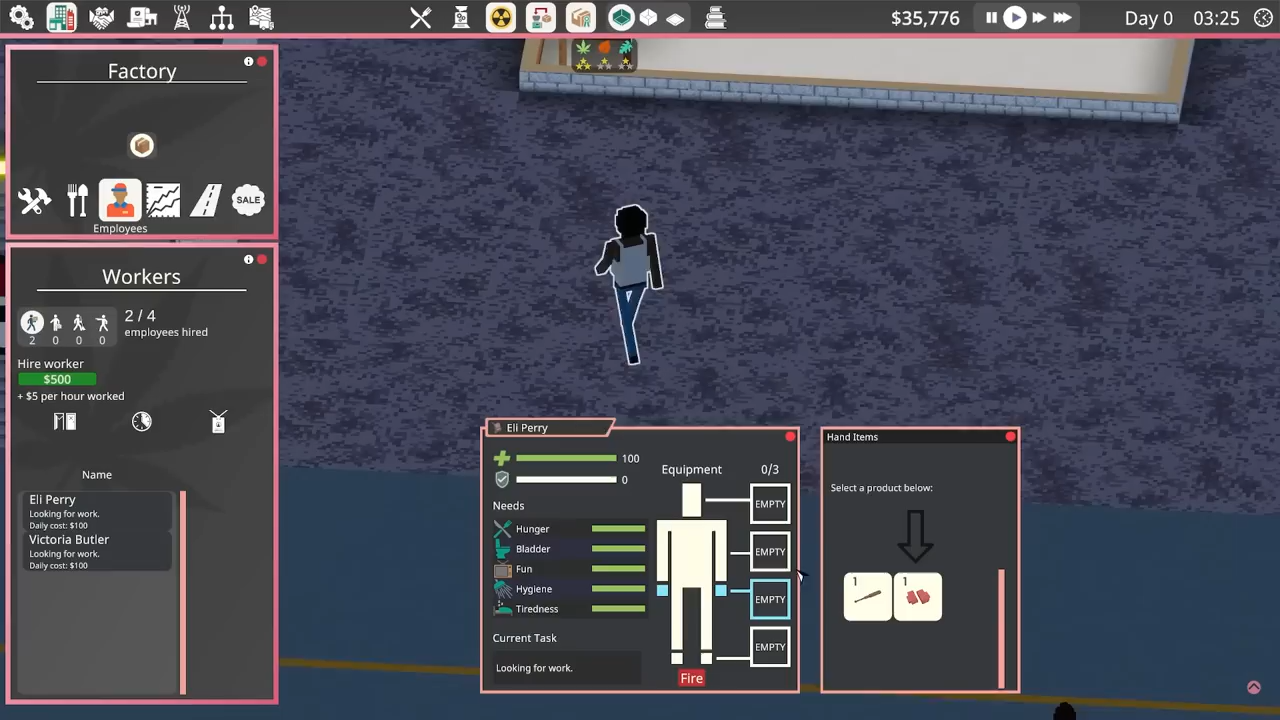 $35,776
Day 0
03:25
Factory
SALE
Employees
Workers
2 / 4
employees hired
2 0 0 0
Hire worker
$500
+ $5 per hour worked
Name
Eli Perry
Looking for work.
Daily cost: $100
Victoria Butler
Looking for work.
Daily cost: $100
Eli Perry
100
0
Equipment 0/3
Needs
Hunger
Bladder
Fun
Hygiene
Tiredness
EMPTY
EMPTY
EMPTY
EMPTY
Current Task
Looking for work.
Fire
Hand Items
Select a product below:
1 1